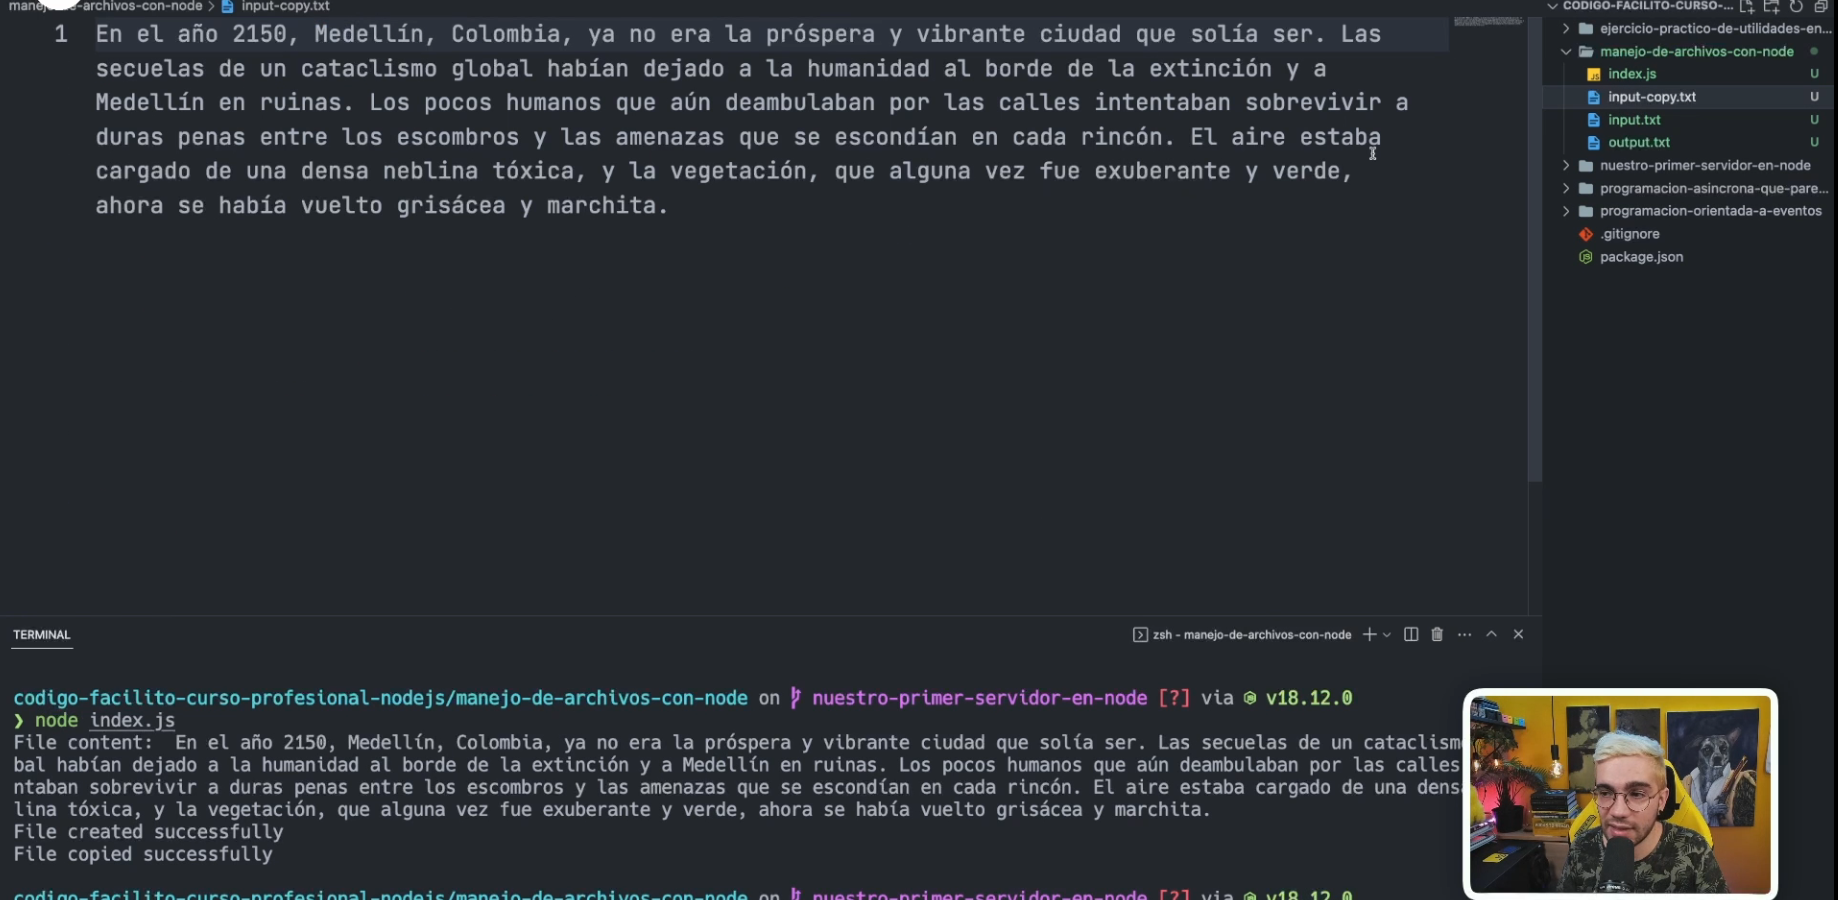 manejo-de-archivos-con-node > input-copy.txt
1 En el año 2150, Medellín, Colombia, ya no era la próspera y vibrante ciudad que solía ser. Las
secuelas de un cataclismo global habían dejado a la humanidad al borde de la extinción y a
Medellín en ruinas. Los pocos humanos que aún deambulaban por las calles intentaban sobrevivir a
duras penas entre los escombros y las amenazas que se escondían en cada rincón. El aire estaba
cargado de una densa neblina tóxica, y la vegetación, que alguna vez fue exuberante y verde,
ahora se había vuelto grisácea y marchita.
CODIGO-FACILITO-CURSO-...
ejercicio-practico-de-utilidades-en...
manejo-de-archivos-con-node
index.js U
input-copy.txt U
input.txt U
output.txt U
nuestro-primer-servidor-en-node
programacion-asincrona-que-pare...
programacion-orientada-a-eventos
.gitignore
package.json
TERMINAL
zsh - manejo-de-archivos-con-node
codigo-facilito-curso-profesional-nodejs/manejo-de-archivos-con-node on nuestro-primer-servidor-en-node [?] via v18.12.0
❯ node index.js
File content:  En el año 2150, Medellín, Colombia, ya no era la próspera y vibrante ciudad que solía ser. Las secuelas de un cataclismo
bal habían dejado a la humanidad al borde de la extinción y a Medellín en ruinas. Los pocos humanos que aún deambulaban por las calles
ntaban sobrevivir a duras penas entre los escombros y las amenazas que se escondían en cada rincón. El aire estaba cargado de una dens
lina tóxica, y la vegetación, que alguna vez fue exuberante y verde, ahora se había vuelto grisácea y marchita.
File created successfully
File copied successfully
codigo-facilito-curso-profesional-nodejs/manejo-de-archivos-con-node on nuestro-primer-servidor-en-node [?] via v18.12.0